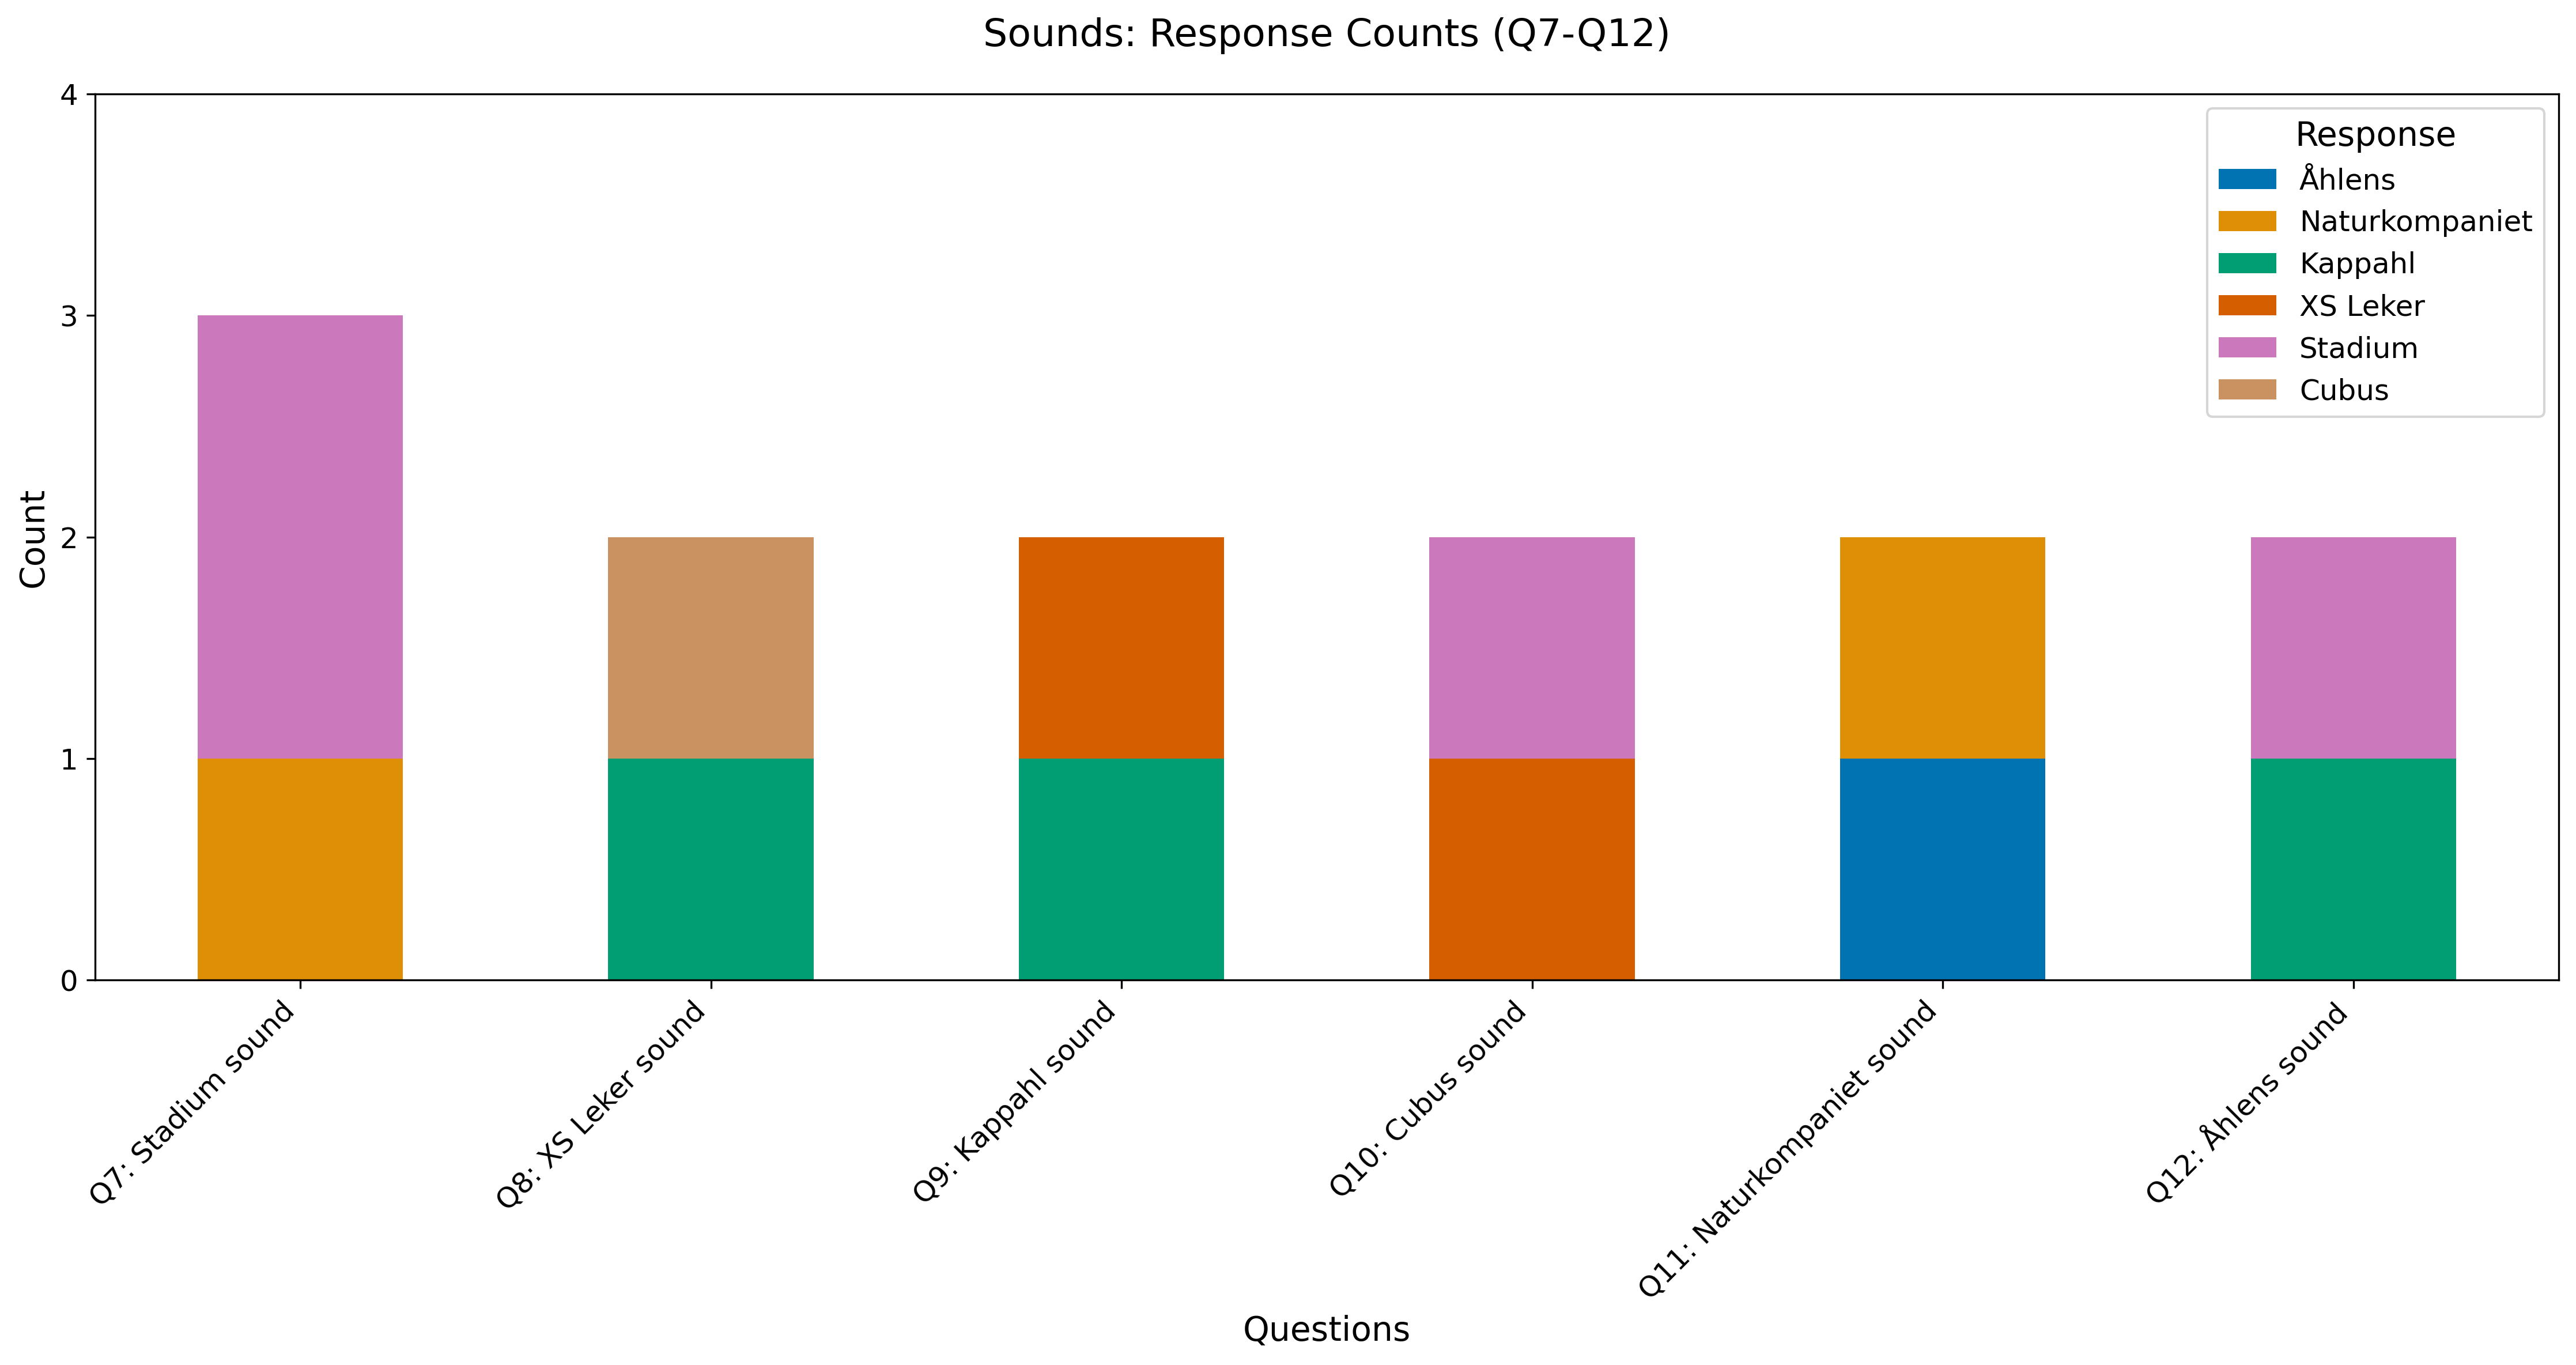 Sounds: Response Counts (Q7-Q12)
4
3
2
1
0
Count
Response
Åhlens
Naturkompaniet
Kappahl
XS Leker
Stadium
Cubus
Q7: Stadium sound
Q8: XS Leker sound
Q9: Kappahl sound
Q10: Cubus sound
Q11: Naturkompaniet sound
Q12: Åhlens sound
Questions